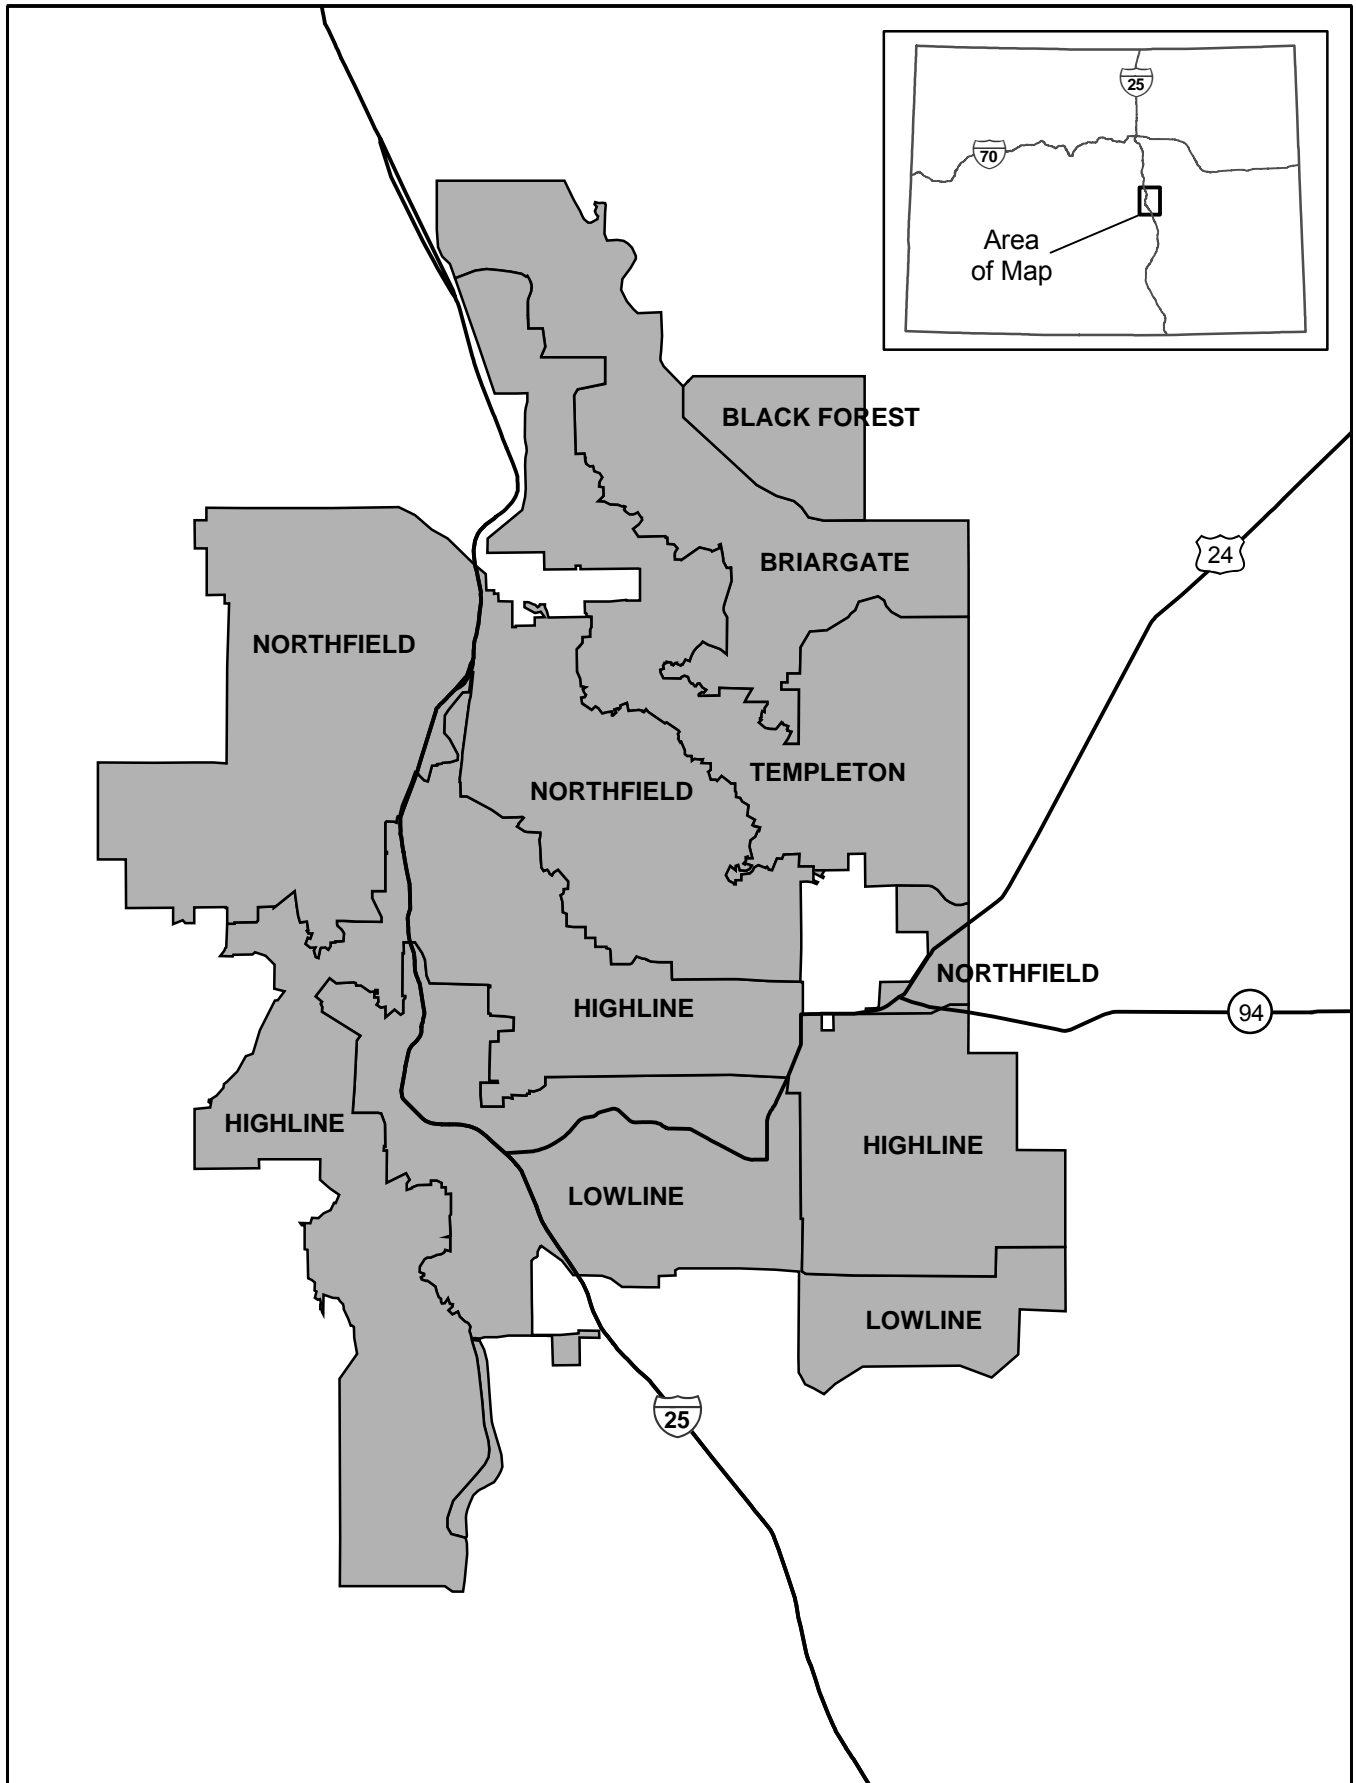 25
70
Area
of Map
BLACK FOREST
24
BRIARGATE
NORTHFIELD
TEMPLETON
NORTHFIELD
NORTHFIELD
94
HIGHLINE
HIGHLINE
HIGHLINE
LOWLINE
LOWLINE
25